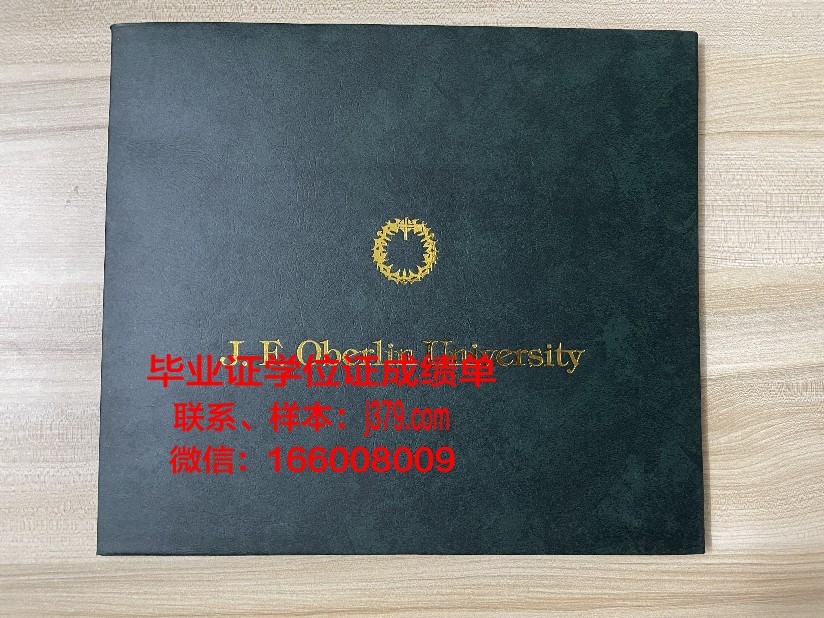 J. F. Oberlin University
毕业证学位证成绩单
联系、样本：j379.com
微信：166008009